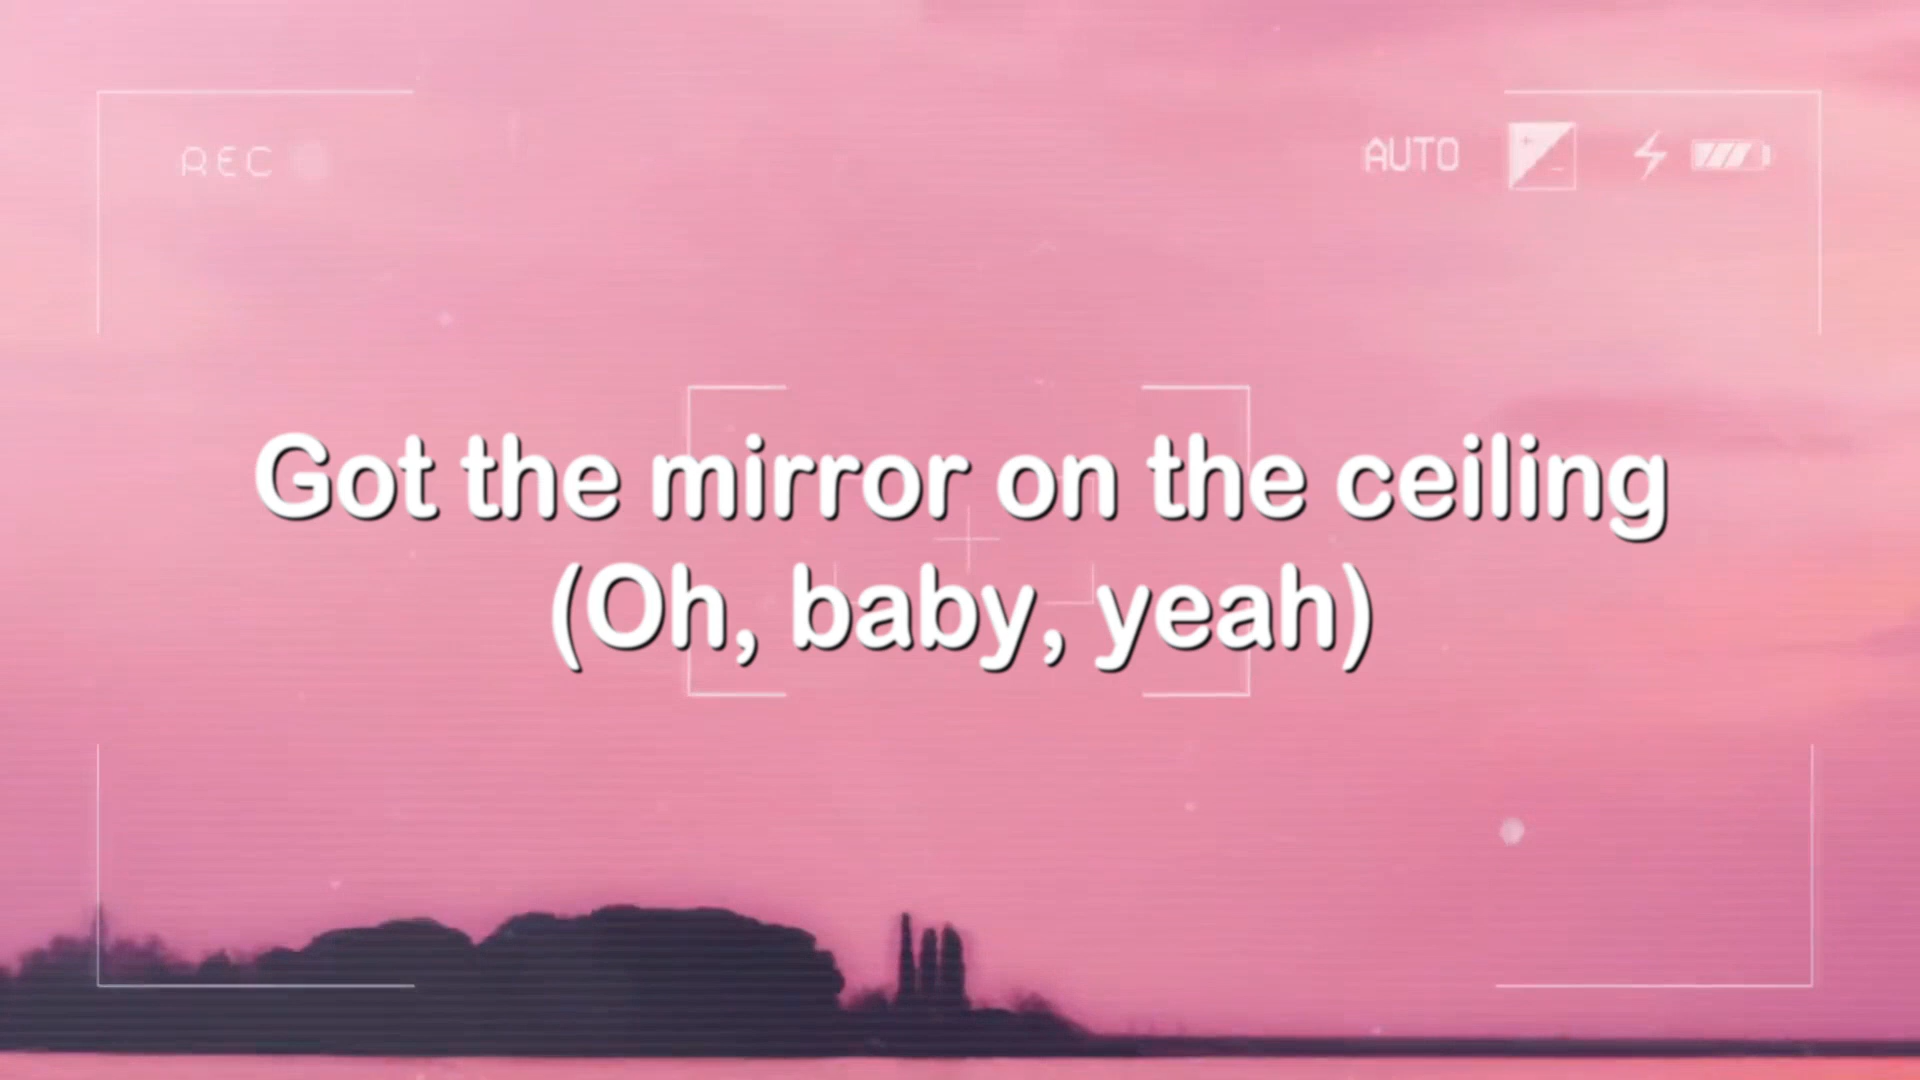 REC
AUTO
Got the mirror on the ceiling
(Oh, baby, yeah)